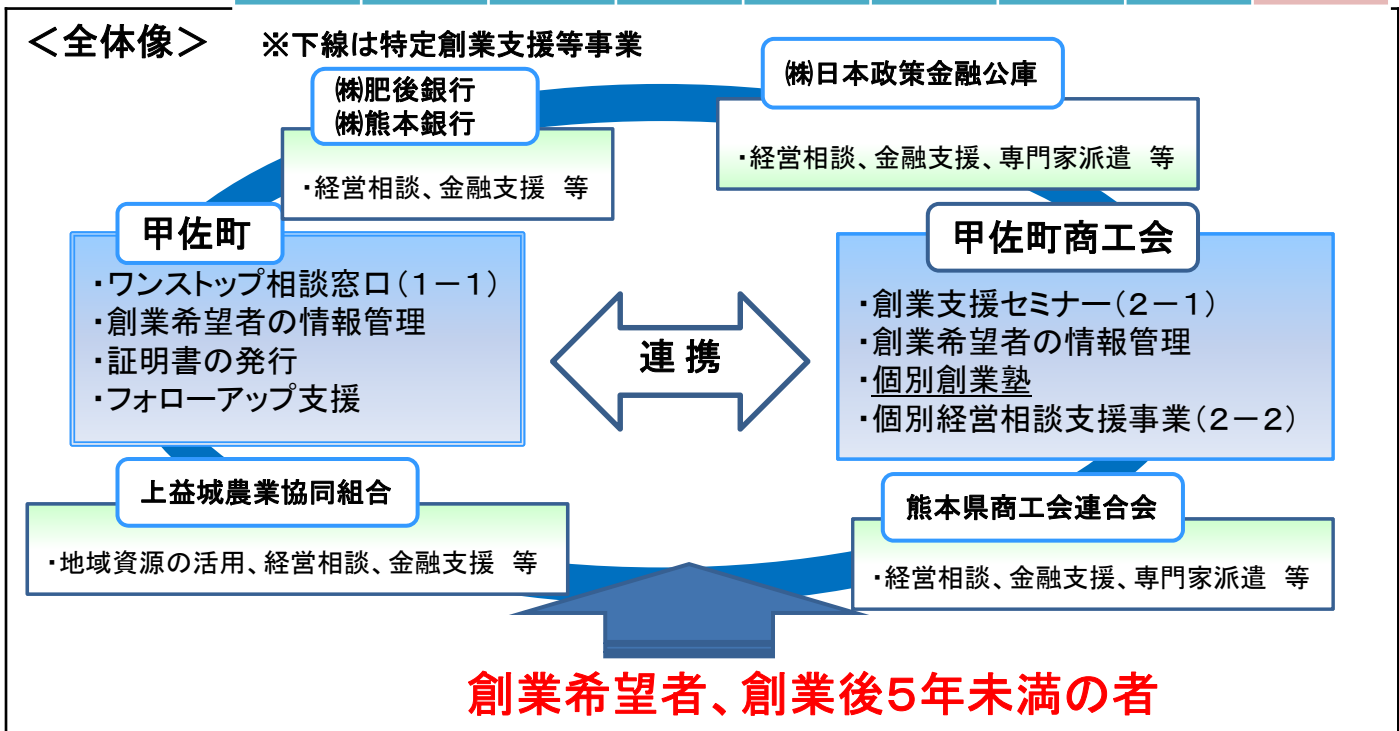 ＜全体像＞ ※下線は特定創業支援等事業
㈱肥後銀行
㈱熊本銀行
・経営相談、金融支援　等
㈱日本政策金融公庫
・経営相談、金融支援、専門家派遣　等
甲佐町
・ワンストップ相談窓口（１－１）
・創業希望者の情報管理
・証明書の発行
・フォローアップ支援
連 携
甲佐町商工会
・創業支援セミナー（２－１）
・創業希望者の情報管理
・個別創業塾
・個別経営相談支援事業（２－２）
上益城農業協同組合
・地域資源の活用、経営相談、金融支援　等
熊本県商工会連合会
・経営相談、金融支援、専門家派遣　等
創業希望者、創業後５年未満の者